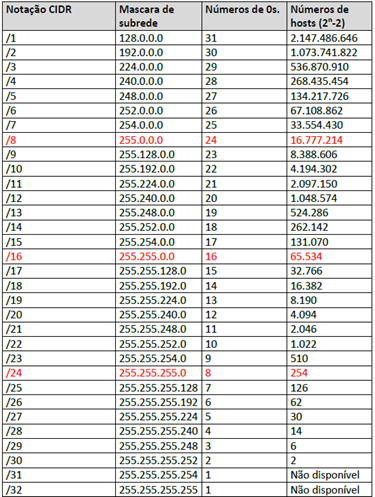 Notação CIDR Mascara de subrede Números de 0s. Números de hosts (2ⁿ-2)
/1 128.0.0.0 31 2.147.486.646
/2 192.0.0.0 30 1.073.741.822
/3 224.0.0.0 29 536.870.910
/4 240.0.0.0 28 268.435.454
/5 248.0.0.0 27 134.217.726
/6 252.0.0.0 26 67.108.862
/7 254.0.0.0 25 33.554.430
/8 255.0.0.0 24 16.777.214
/9 255.128.0.0 23 8.388.606
/10 255.192.0.0 22 4.194.302
/11 255.224.0.0 21 2.097.150
/12 255.240.0.0 20 1.048.574
/13 255.248.0.0 19 524.286
/14 255.252.0.0 18 262.142
/15 255.254.0.0 17 131.070
/16 255.255.0.0 16 65.534
/17 255.255.128.0 15 32.766
/18 255.255.192.0 14 16.382
/19 255.255.224.0 13 8.190
/20 255.255.240.0 12 4.094
/21 255.255.248.0 11 2.046
/22 255.255.252.0 10 1.022
/23 255.255.254.0 9 510
/24 255.255.255.0 8 254
/25 255.255.255.128 7 126
/26 255.255.255.192 6 62
/27 255.255.255.224 5 30
/28 255.255.255.240 4 14
/29 255.255.255.248 3 6
/30 255.255.255.252 2 2
/31 255.255.255.254 1 Não disponível
/32 255.255.255.255 1 Não disponível